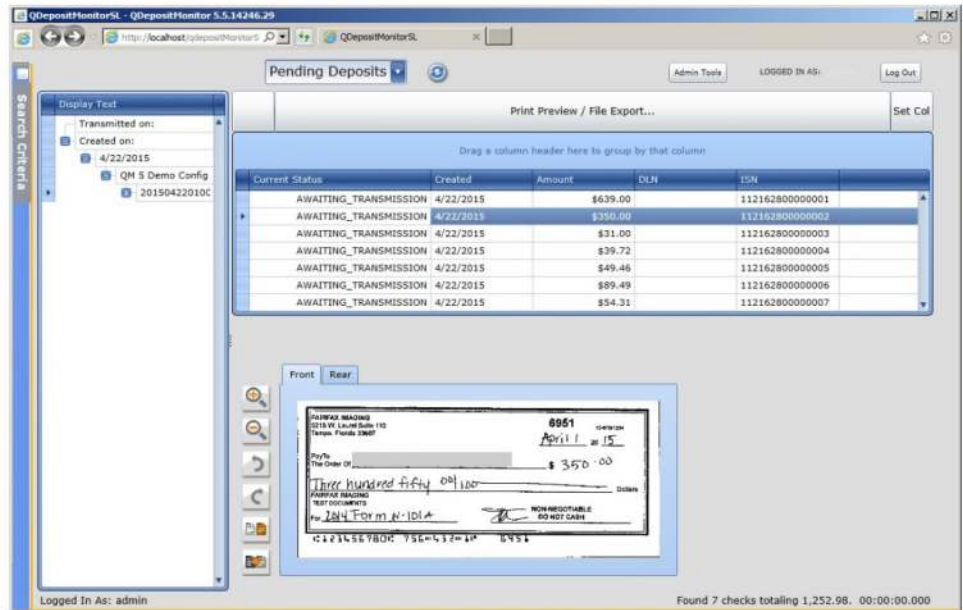 QDepositMonitorSL - QDepositMonitor 5.5.14246.29
http://localhost/qdepositMonitorS
QDepositMonitorSL
Search Criteria
Pending Deposits
Admin Tools
LOGGED IN AS:
Log Out
Display Text
Transmitted on:
Created on:
4/22/2015
QM 5 Demo Config
20150422010C
Print Preview / File Export...
Set Col
Drag a column header here to group by that column
Current Status Created Amount DLN ISN
AWAITING_TRANSMISSION 4/22/2015 $639.00 112162800000001
AWAITING_TRANSMISSION 4/22/2015 $350.00 112162800000002
AWAITING_TRANSMISSION 4/22/2015 $31.00 112162800000003
AWAITING_TRANSMISSION 4/22/2015 $39.72 112162800000004
AWAITING_TRANSMISSION 4/22/2015 $49.46 112162800000005
AWAITING_TRANSMISSION 4/22/2015 $89.49 112162800000006
AWAITING_TRANSMISSION 4/22/2015 $54.31 112162800000007
Front Rear
FAIRFAX IMAGING
5215 W. Laurel Suite 110
Tampa, Florida 33607
6951
April 1 20 15
Pay To
The Order Of
$ 350.00
Three hundred fifty 00/100
Dollars
FAIRFAX IMAGING
TEST DOCUMENTS
NON-NEGOTIABLE
DO NOT CASH
For 2014 Form N-101A
6951
Logged In As: admin
Found 7 checks totaling 1,252.98. 00:00:00.000